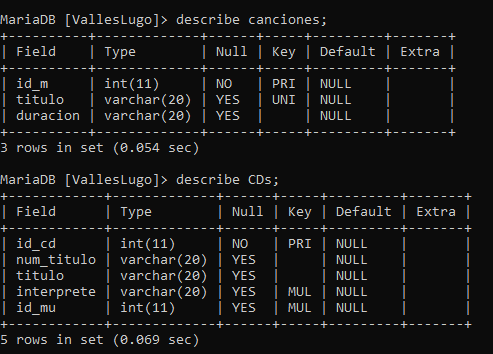 MariaDB [VallesLugo]> describe canciones;
+----------+-------------+------+-----+---------+-------+
| Field    | Type        | Null | Key | Default | Extra |
+----------+-------------+------+-----+---------+-------+
| id_m     | int(11)     | NO   | PRI | NULL    |       |
| titulo   | varchar(20) | YES  | UNI | NULL    |       |
| duracion | varchar(20) | YES  |     | NULL    |       |
+----------+-------------+------+-----+---------+-------+
3 rows in set (0.054 sec)
MariaDB [VallesLugo]> describe CDs;
+------------+-------------+------+-----+---------+-------+
| Field      | Type        | Null | Key | Default | Extra |
+------------+-------------+------+-----+---------+-------+
| id_cd      | int(11)     | NO   | PRI | NULL    |       |
| num_titulo | varchar(20) | YES  |     | NULL    |       |
| titulo     | varchar(20) | YES  |     | NULL    |       |
| interprete | varchar(20) | YES  | MUL | NULL    |       |
| id_mu      | int(11)     | YES  | MUL | NULL    |       |
+------------+-------------+------+-----+---------+-------+
5 rows in set (0.069 sec)